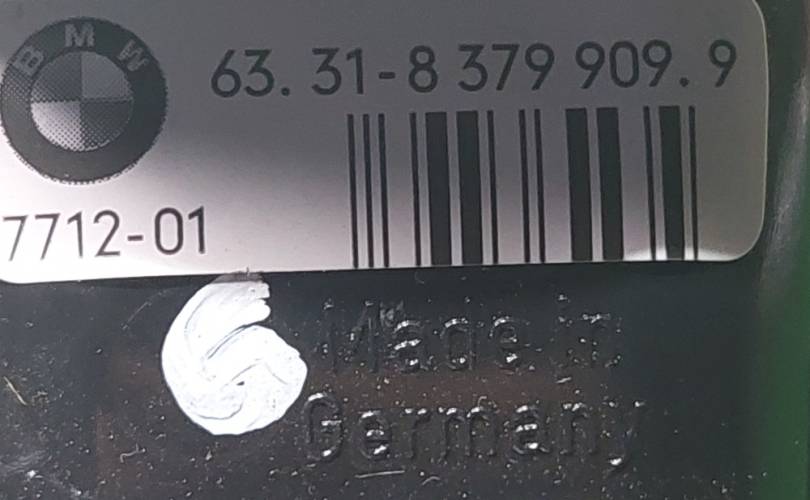 BMW
63. 31-8 379 909. 9
7712-01
Made in
Germany